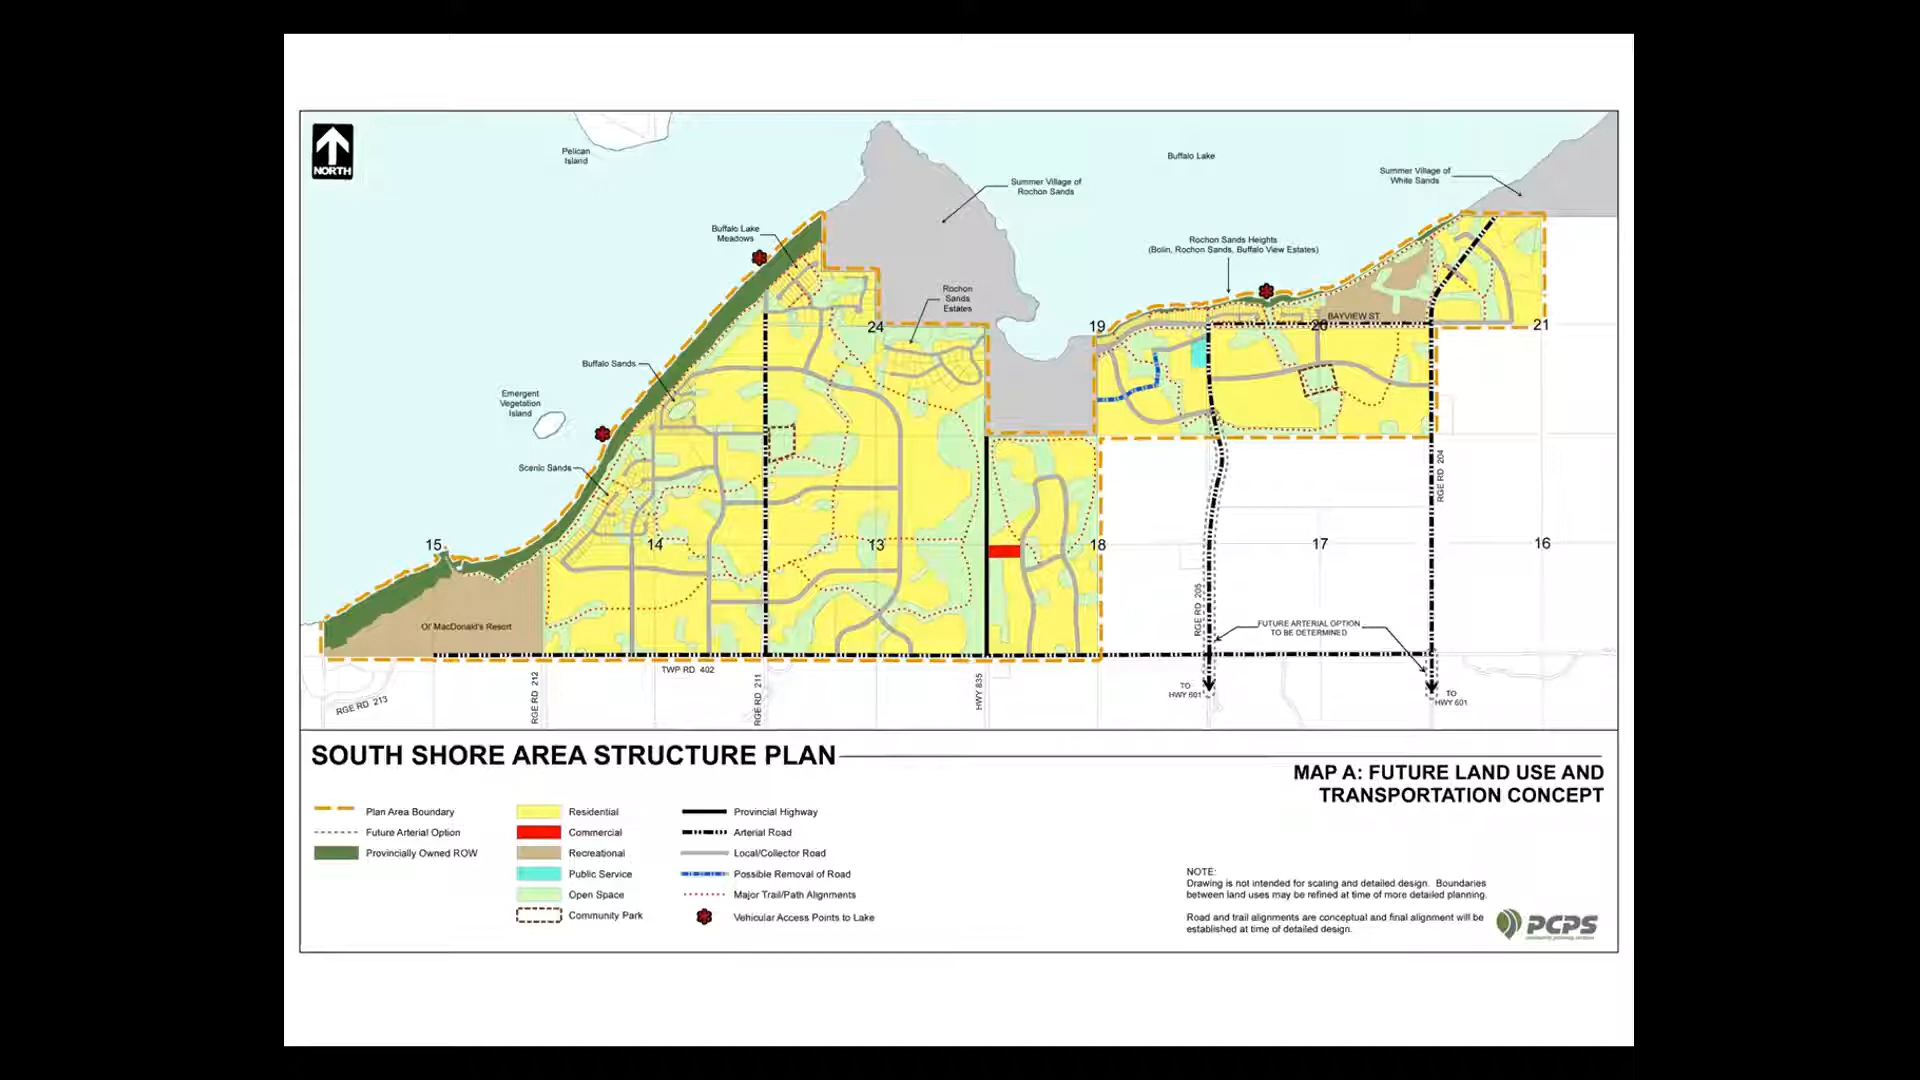 NORTH
Pelican
Island
Buffalo Lake
Summer Village of
White Sands
Summer Village of
Rochon Sands
Buffalo Lake
Meadows
Rochon Sands Heights
(Bolin, Rochon Sands, Buffalo View Estates)
Rochon
Sands
Estates
BAYVIEW ST.
24
19
20
21
Buffalo Sands
Emergent
Vegetation
Island
Scenic Sands
RGE RD 204
15
14
13
18
17
16
RGE RD 205
Ol' MacDonald's Resort
FUTURE ARTERIAL OPTION
TO BE DETERMINED
TWP RD 402
RGE RD 213
RGE RD 212
RGE RD 211
HWY 835
TO
HWY 601
TO
HWY 601
SOUTH SHORE AREA STRUCTURE PLAN
MAP A: FUTURE LAND USE AND
TRANSPORTATION CONCEPT
Plan Area Boundary
Future Arterial Option
Provincially Owned ROW
Residential
Commercial
Recreational
Public Service
Open Space
Community Park
Provincial Highway
Arterial Road
Local/Collector Road
Possible Removal of Road
Major Trail/Path Alignments
Vehicular Access Points to Lake
NOTE:
Drawing is not intended for scaling and detailed design. Boundaries
between land uses may be refined at time of more detailed planning.
Road and trail alignments are conceptual and final alignment will be
established at time of detailed design.
PCPS